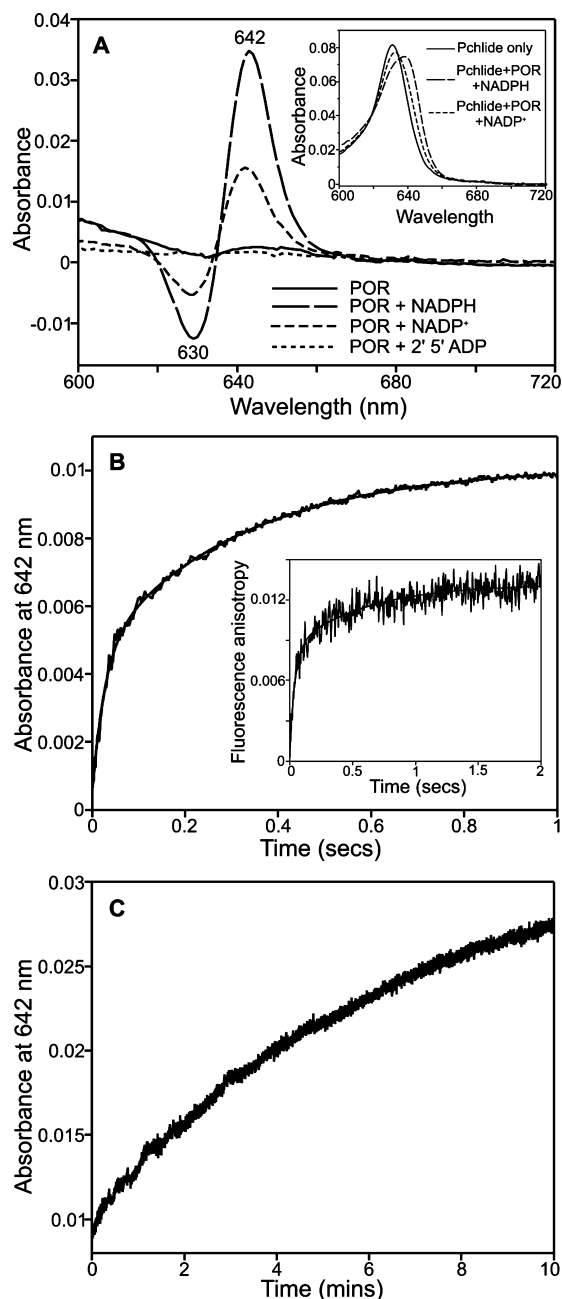 A
Absorbance
0.04
0.03
0.02
0.01
0
-0.01
642
630
POR
POR + NADPH
POR + NADP⁺
POR + 2' 5' ADP
600
640
680
720
Wavelength (nm)
Absorbance
0.08
0.06
0.04
0.02
0
Pchlide only
Pchlide+POR
+NADPH
Pchlide+POR
+NADP⁺
600
640
680
720
Wavelength
B
Absorbance at 642 nm
0.01
0.008
0.006
0.004
0.002
0
0
0.2
0.4
0.6
0.8
1
Time (secs)
Fluorescence anisotropy
0.012
0.006
0
0
0.5
1
1.5
2
Time (secs)
C
Absorbance at 642 nm
0.03
0.025
0.02
0.015
0.01
0
2
4
6
8
10
Time (mins)